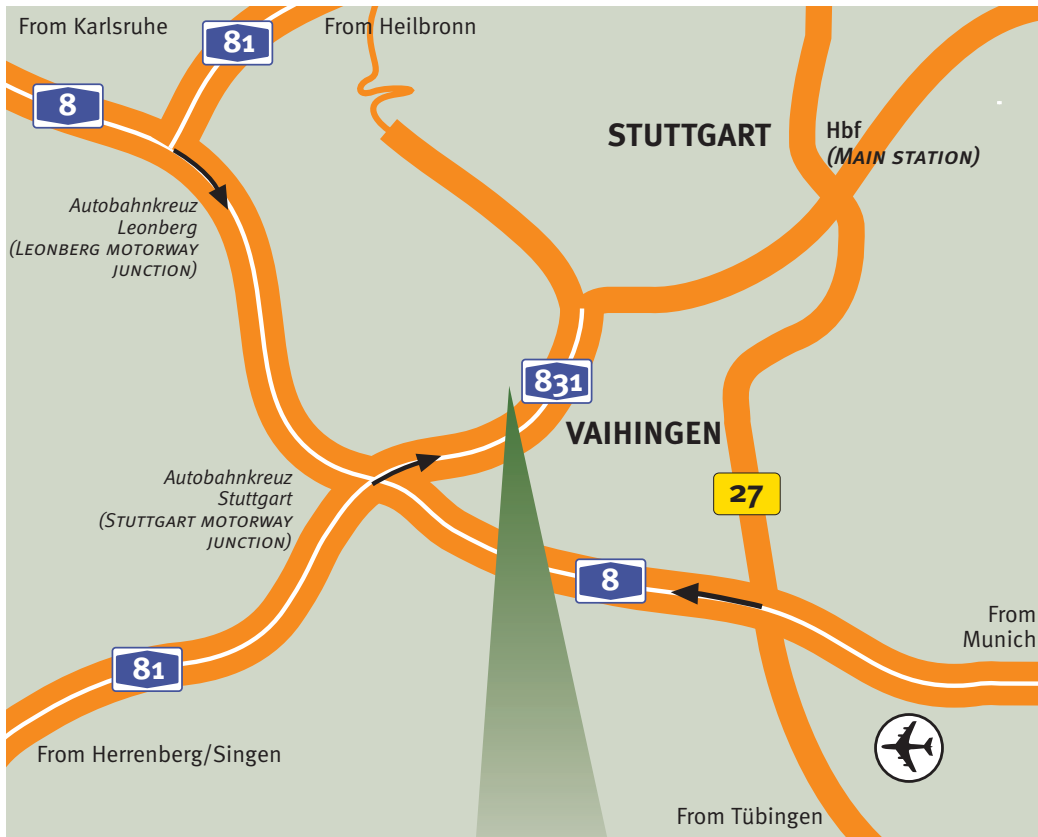 From Karlsruhe
81
From Heilbronn
8
STUTTGART
Hbf
(MAIN STATION)
Autobahnkreuz
Leonberg
(LEONBERG MOTORWAY
JUNCTION)
831
VAIHINGEN
Autobahnkreuz
Stuttgart
(STUTTGART MOTORWAY
JUNCTION)
27
8
From
Munich
81
From Herrenberg/Singen
From Tübingen